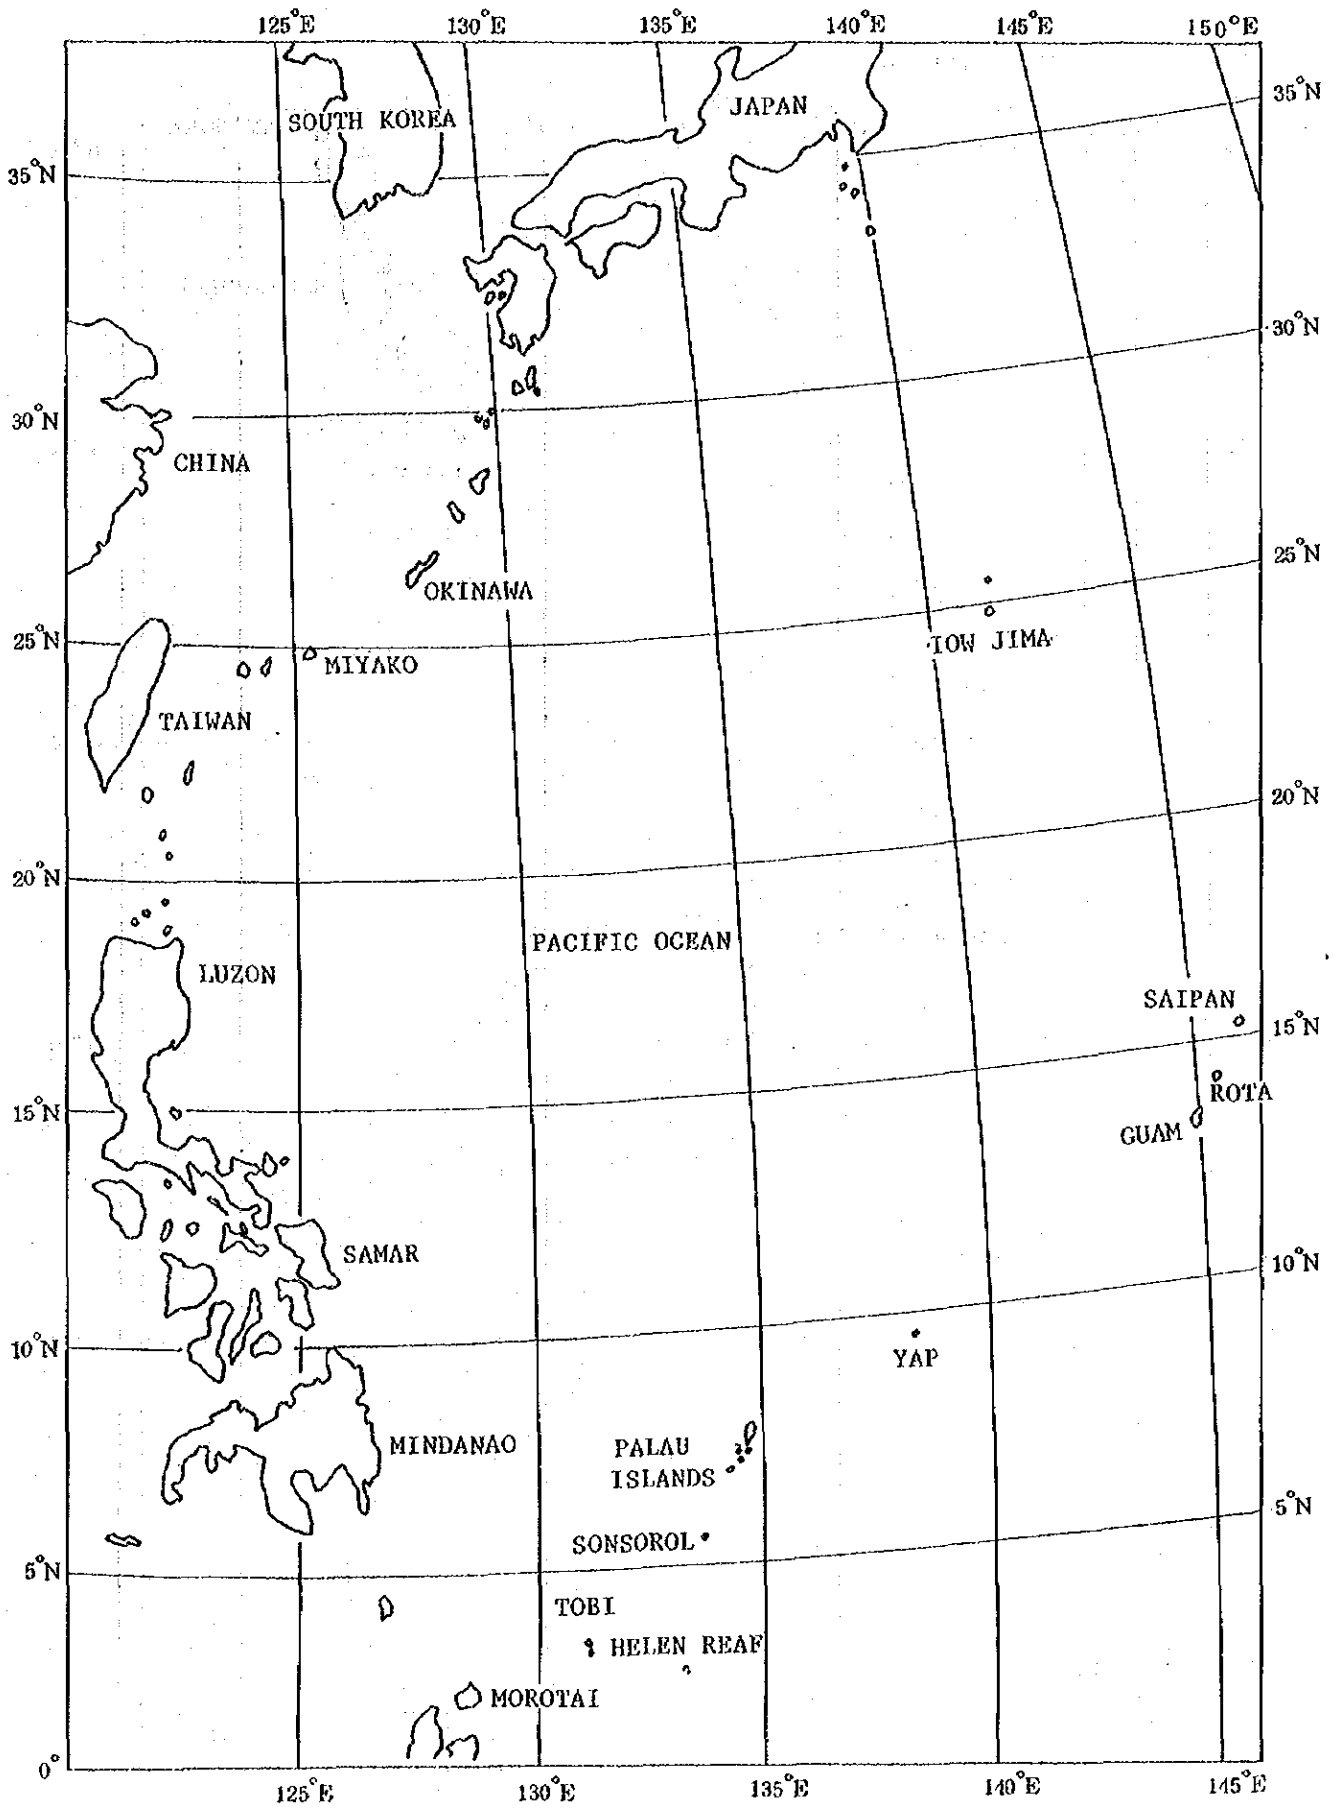 125°E 130°E 135°E 140°E 145°E 150°E
35°N
JAPAN
SOUTH KOREA
35°N
30°N
30°N
CHINA
25°N
OKINAWA
25°N
IOW JIMA
MIYAKO
TAIWAN
20°N
20°N
PACIFIC OCEAN
LUZON
SAIPAN
15°N
ROTA
15°N
GUAM
SAMAR
10°N
10°N
YAP
MINDANAO
PALAU
ISLANDS
5°N
SONSOROL
5°N
TOBI
HELEN REAF
MOROTAI
0°
125°E 130°E 135°E 140°E 145°E